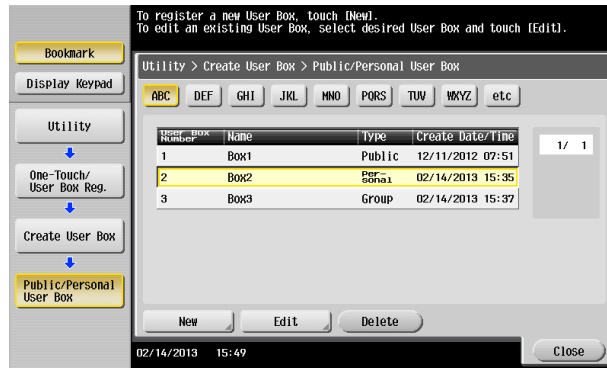 To register a new User Box, touch [New].
To edit an existing User Box, select desired User Box and touch [Edit].
Bookmark
Display Keypad
Utility
One-Touch/
User Box Reg.
Create User Box
Public/Personal
User Box
Utility > Create User Box > Public/Personal User Box
ABC DEF GHI JKL MNO PQRS TUV WXYZ etc
User Box Number Name Type Create Date/Time
1 Box1 Public 12/11/2012 07:51
2 Box2 Per-sonal 02/14/2013 15:35
3 Box3 Group 02/14/2013 15:37
1/ 1
New Edit Delete
02/14/2013 15:49
Close